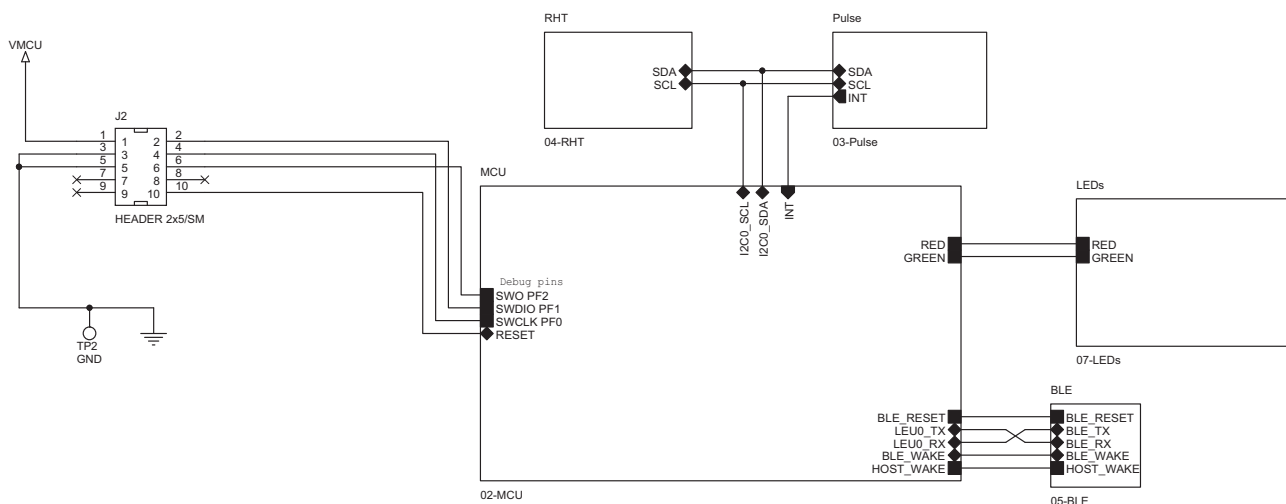 RHT
Pulse
VMCU
SDA
SCL
SDA
SCL
INT
J2
04-RHT
03-Pulse
1 1 2 2
3 3 4 4
5 5 6 6
7 7 8 8
9 9 10 10
HEADER 2x5/SM
MCU
LEDs
I2C0_SCL
I2C0_SDA
INT
RED
GREEN
RED
GREEN
Debug pins
SWO PF2
SWDIO PF1
SWCLK PF0
RESET
TP2
GND
07-LEDs
BLE
BLE_RESET
LEU0_TX
LEU0_RX
BLE_WAKE
HOST_WAKE
BLE_RESET
BLE_TX
BLE_RX
BLE_WAKE
HOST_WAKE
02-MCU
05-BLE